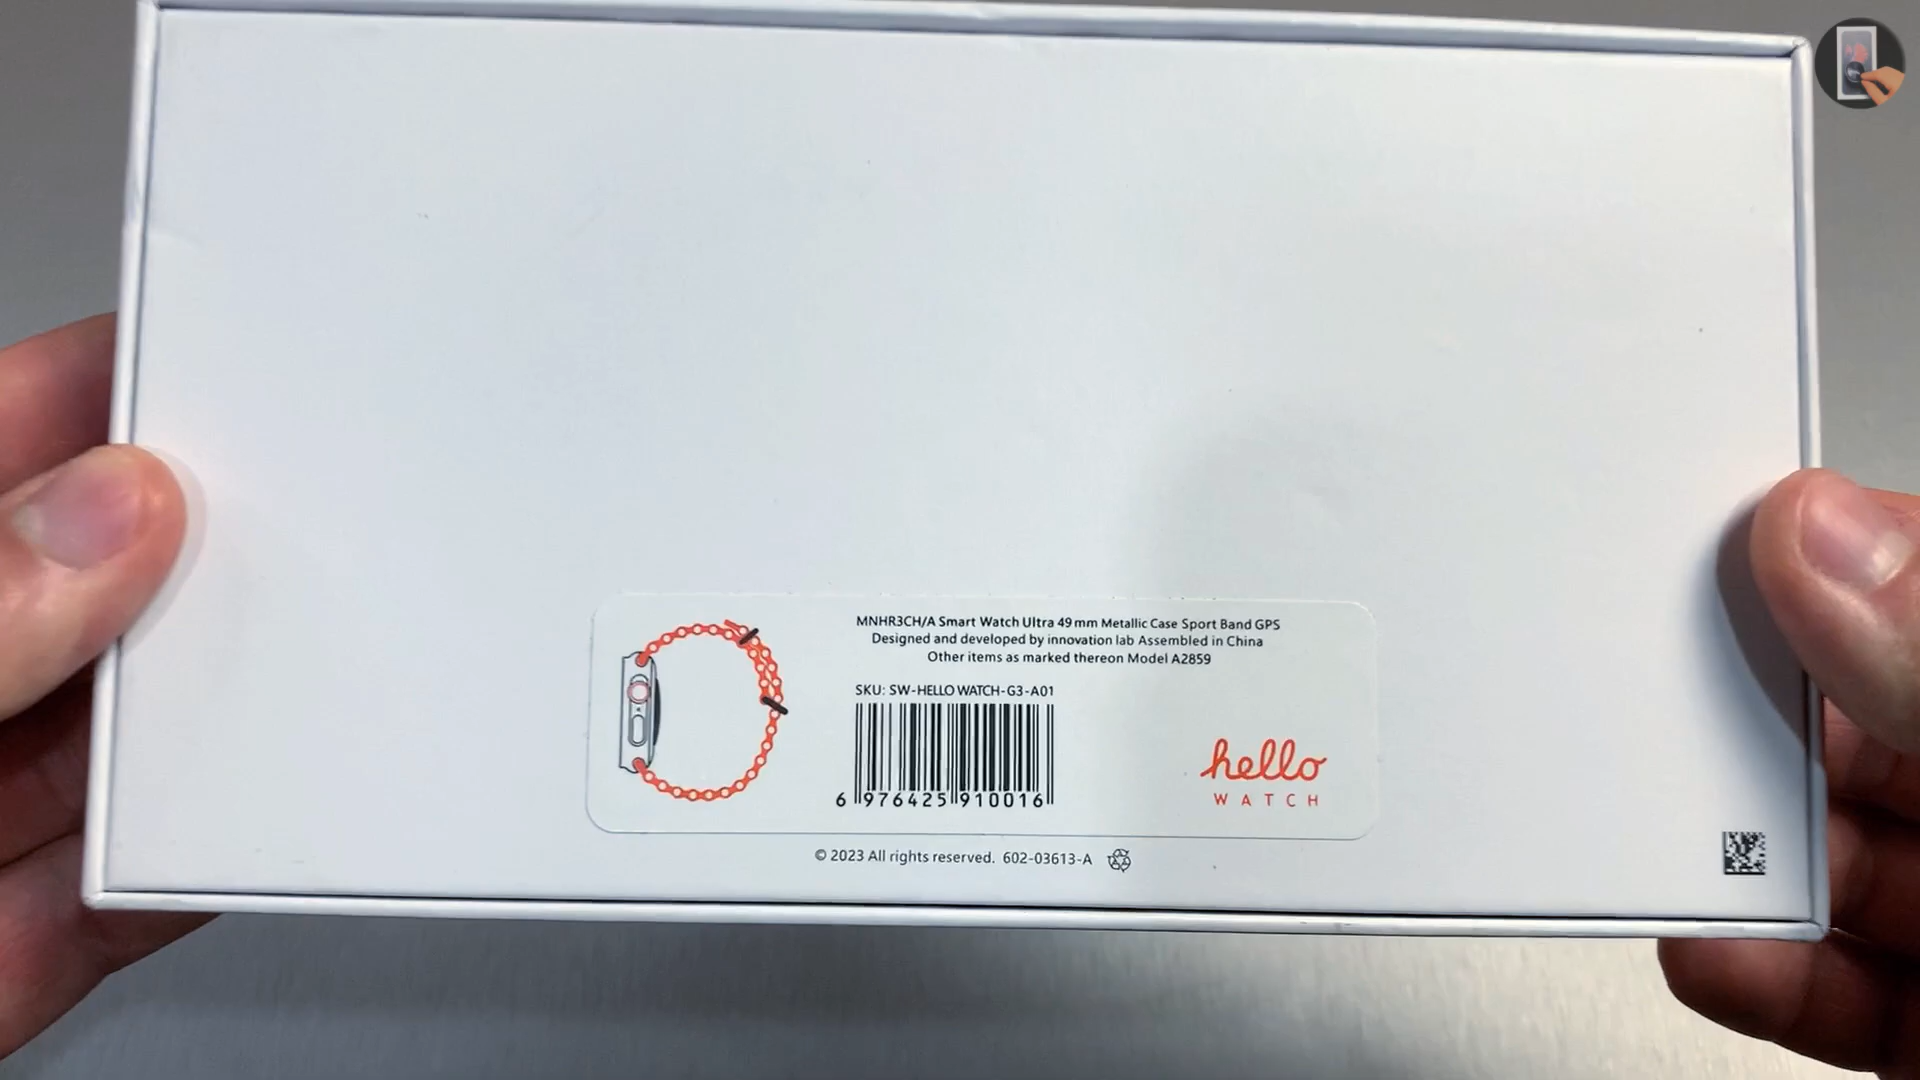 MNHR3CH/A Smart Watch Ultra 49mm Metallic Case Sport Band GPS
Designed and developed by innovation lab Assembled in China
Other items as marked thereon Model A2859
SKU: SW-HELLO WATCH-G3-A01
6 976425 910016
hello
WATCH
© 2023 All rights reserved. 602-03613-A